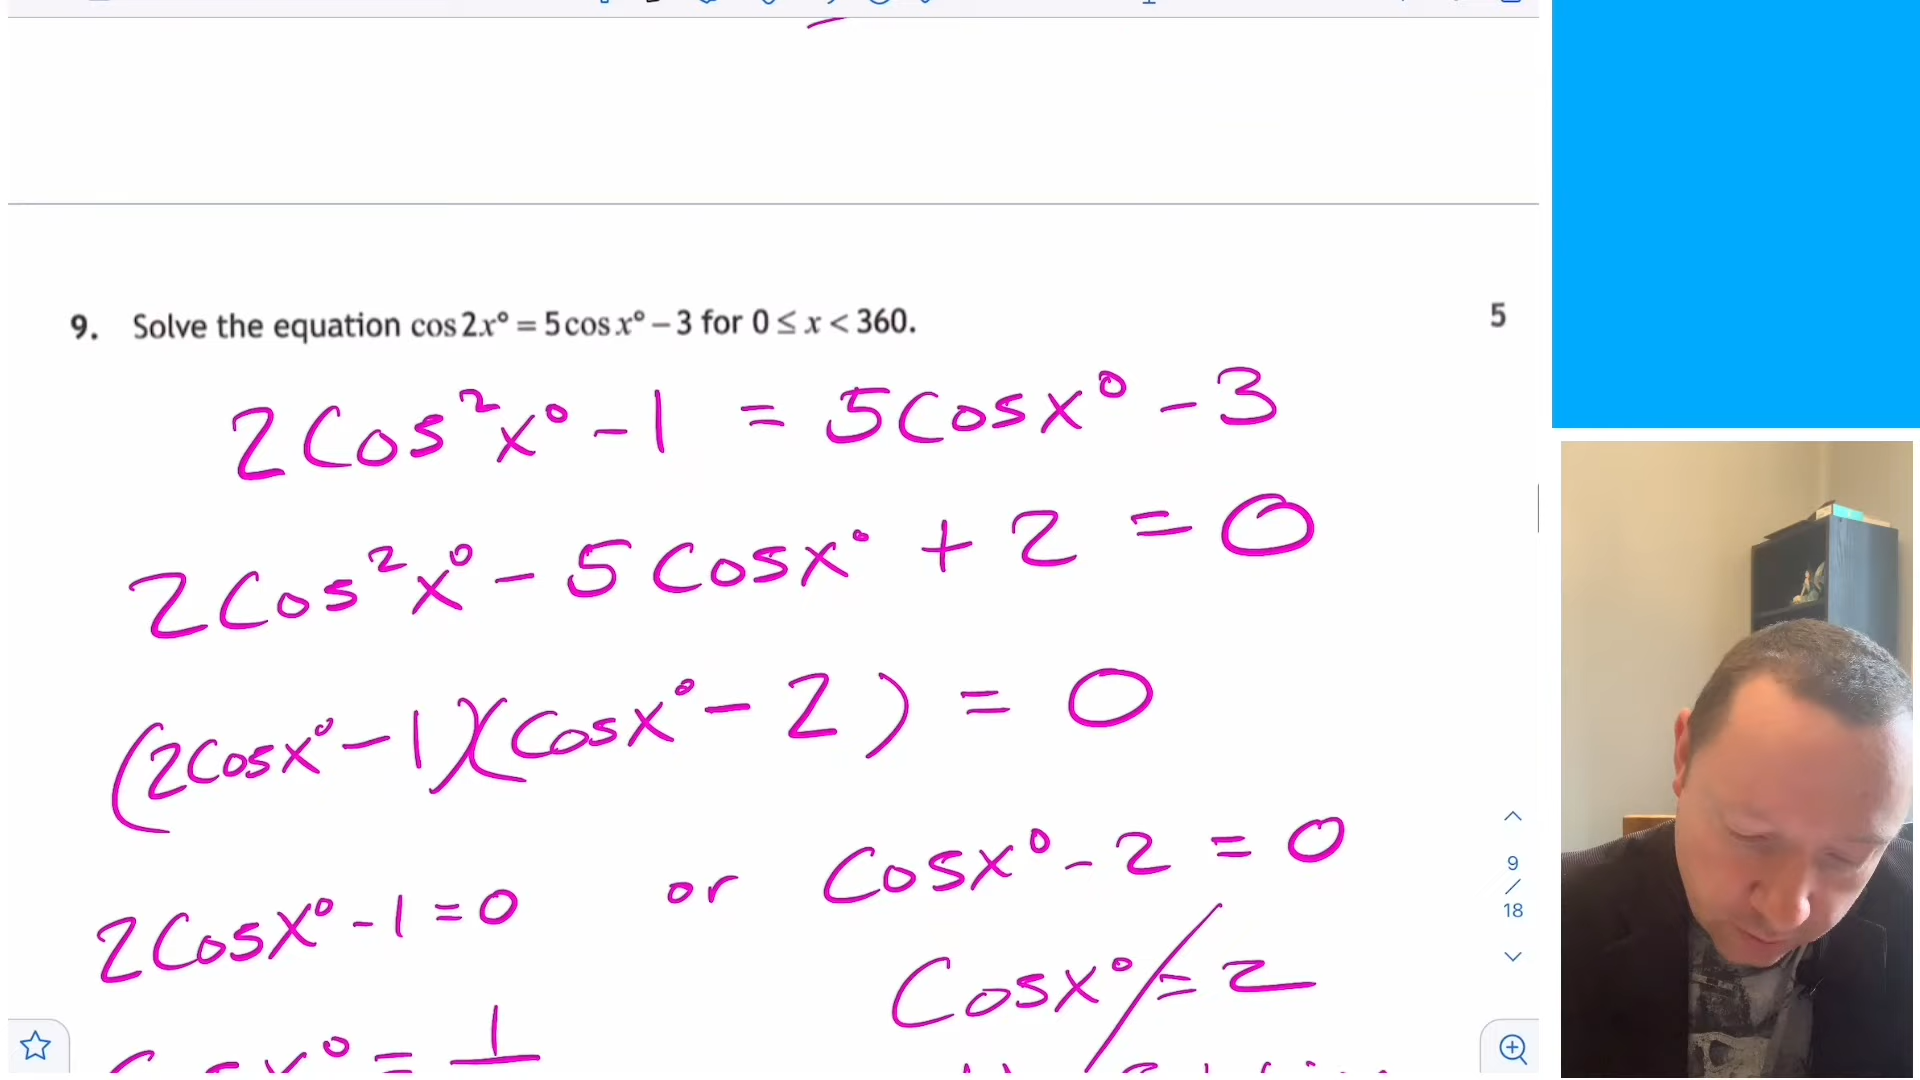 9. Solve the equation cos 2x° = 5 cos x° − 3 for 0 ≤ x < 360. 5
2Cos²x° − 1 = 5Cosx° − 3
2Cos²x° − 5Cosx° + 2 = 0
(2Cosx° − 1)(Cosx° − 2) = 0
2Cosx° − 1 = 0 or Cosx° − 2 = 0
Cosx° = 2
9
/
18